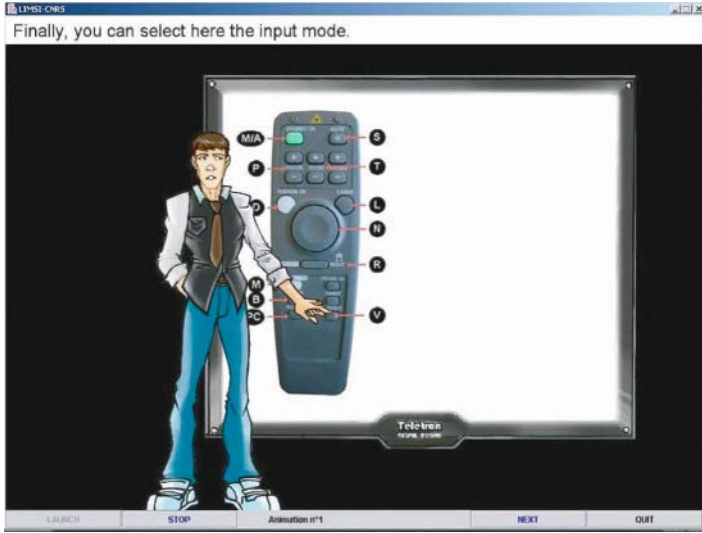 LIMSI-CNRS
Finally, you can select here the input mode.
M/A
S
P
T
D
L
N
R
M
B
PC
V
Teletron
LAUNCH STOP Animation n°1 NEXT QUIT